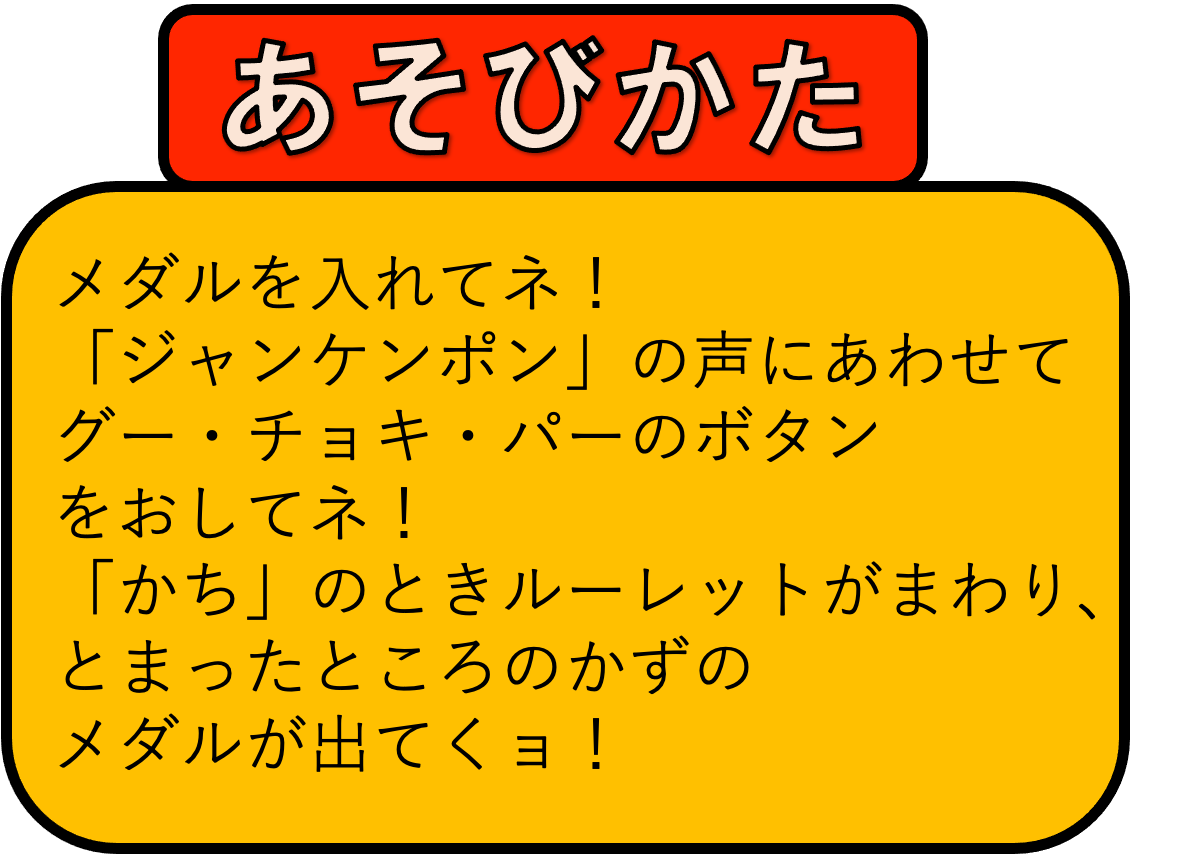 あそびかた
メダルを入れてネ！
「ジャンケンポン」の声にあわせて
グー・チョキ・パーのボタン
をおしてネ！
「かち」のときルーレットがまわり、
とまったところのかずの
メダルが出てくョ！